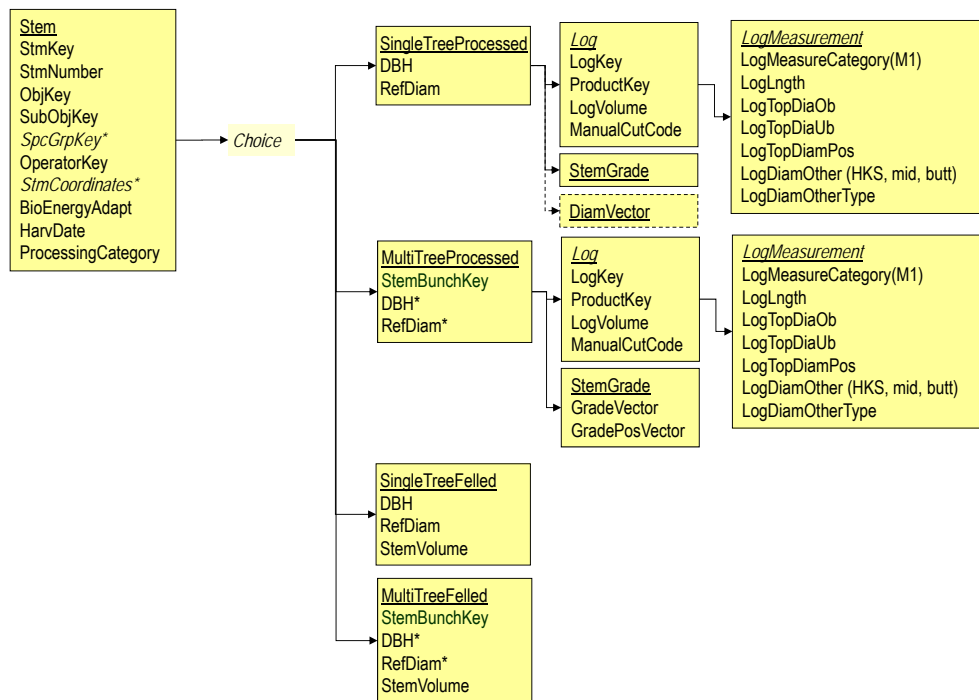 Stem
StmKey
StmNumber
ObjKey
SubObjKey
SpcGrpKey*
OperatorKey
StmCoordinates*
BioEnergyAdapt
HarvDate
ProcessingCategory
Choice
SingleTreeProcessed
DBH
RefDiam
Log
LogKey
ProductKey
LogVolume
ManualCutCode
StemGrade
DiamVector
LogMeasurement
LogMeasureCategory(M1)
LogLngth
LogTopDiaOb
LogTopDiaUb
LogTopDiamPos
LogDiamOther (HKS, mid, butt)
LogDiamOtherType
MultiTreeProcessed
StemBunchKey
DBH*
RefDiam*
Log
LogKey
ProductKey
LogVolume
ManualCutCode
StemGrade
GradeVector
GradePosVector
LogMeasurement
LogMeasureCategory(M1)
LogLngth
LogTopDiaOb
LogTopDiaUb
LogTopDiamPos
LogDiamOther (HKS, mid, butt)
LogDiamOtherType
SingleTreeFelled
DBH
RefDiam
StemVolume
MultiTreeFelled
StemBunchKey
DBH*
RefDiam*
StemVolume